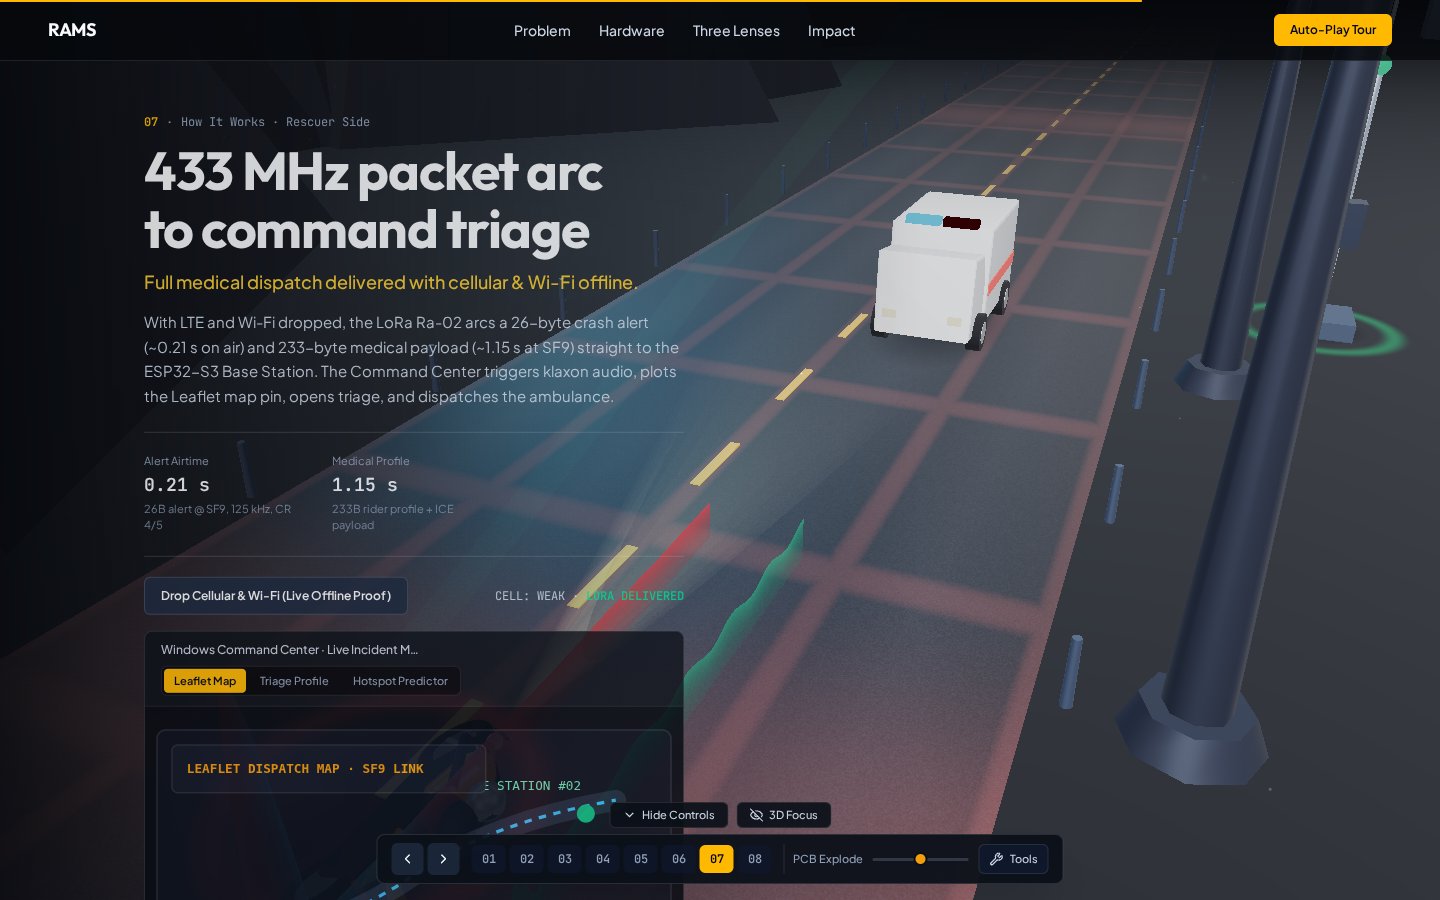 RAMS
Problem
Hardware
Three Lenses
Impact
Auto-Play Tour
07 · How It Works · Rescuer Side
433 MHz packet arc
to command triage
Full medical dispatch delivered with cellular & Wi-Fi offline.
With LTE and Wi-Fi dropped, the LoRa Ra-02 arcs a 26-byte crash alert
(~0.21 s on air) and 233-byte medical payload (~1.15 s at SF9) straight to the
ESP32-S3 Base Station. The Command Center triggers klaxon audio, plots
the Leaflet map pin, opens triage, and dispatches the ambulance.
Alert Airtime
0.21 s
26B alert @ SF9, 125 kHz, CR
4/5
Medical Profile
1.15 s
233B rider profile + ICE
payload
Drop Cellular & Wi-Fi (Live Offline Proof)
CELL: WEAK · LORA DELIVERED
Windows Command Center · Live Incident M…
Leaflet Map
Triage Profile
Hotspot Predictor
LEAFLET DISPATCH MAP · SF9 LINK
E STATION #02
Hide Controls
3D Focus
01
02
03
04
05
06
07
08
PCB Explode
Tools